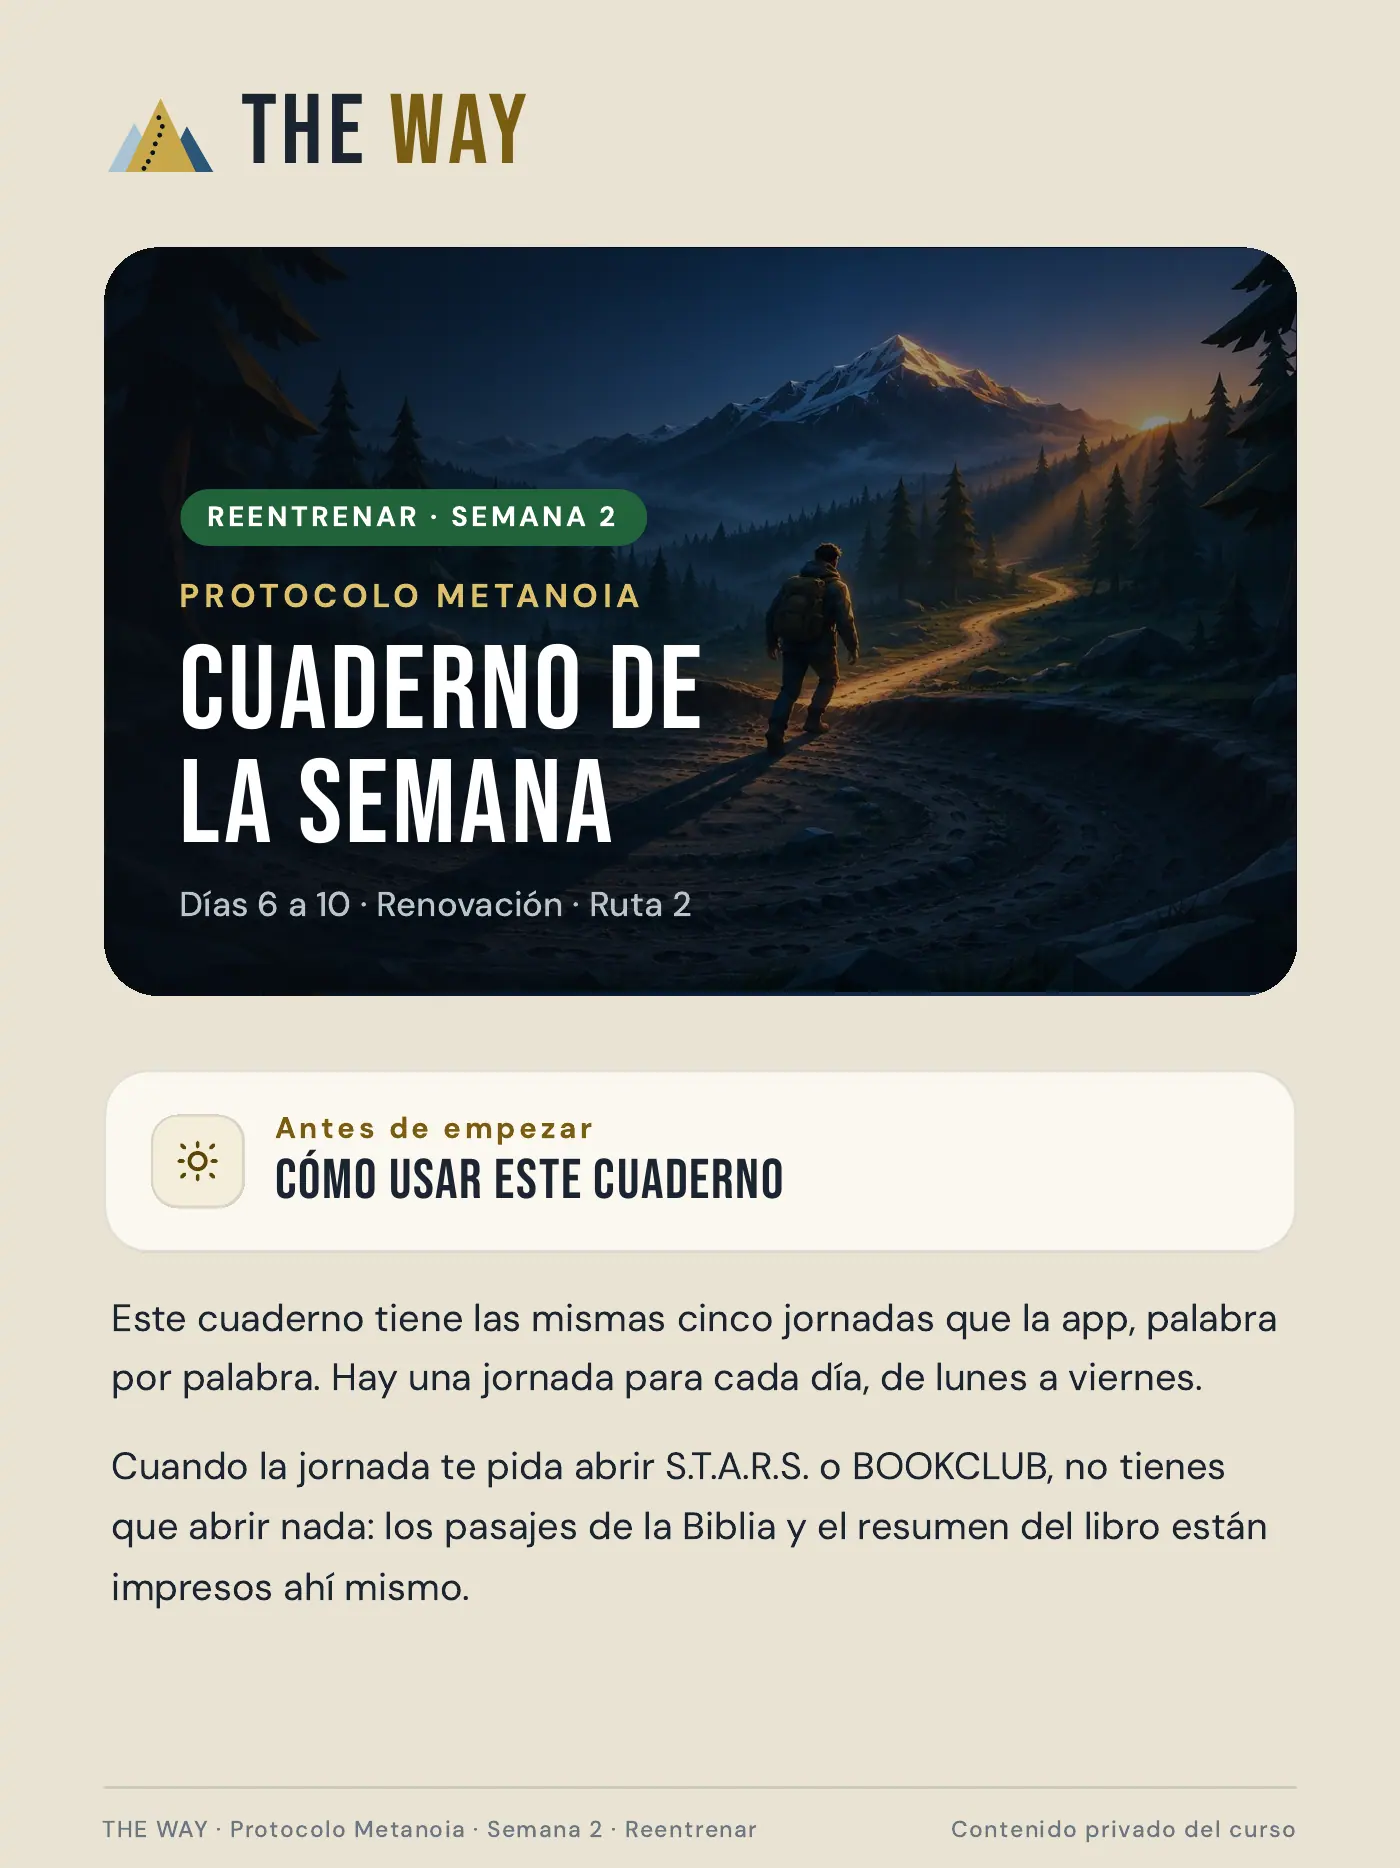 THE WAY
REENTRENAR · SEMANA 2
PROTOCOLO METANOIA
CUADERNO DE
LA SEMANA
Días 6 a 10 · Renovación · Ruta 2
Antes de empezar
CÓMO USAR ESTE CUADERNO
Este cuaderno tiene las mismas cinco jornadas que la app, palabra
por palabra. Hay una jornada para cada día, de lunes a viernes.
Cuando la jornada te pida abrir S.T.A.R.S. o BOOKCLUB, no tienes
que abrir nada: los pasajes de la Biblia y el resumen del libro están
impresos ahí mismo.
THE WAY · Protocolo Metanoia · Semana 2 · Reentrenar
Contenido privado del curso